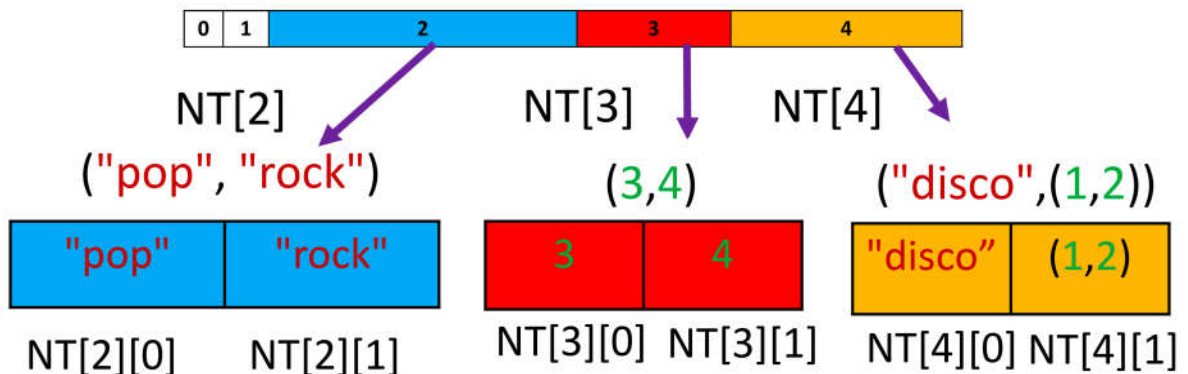 0 1 2 3 4
NT[2] NT[3] NT[4]
("pop", "rock") (3,4) ("disco",(1,2))
"pop" "rock" 3 4 "disco” (1,2)
NT[2][0] NT[2][1] NT[3][0] NT[3][1] NT[4][0] NT[4][1]